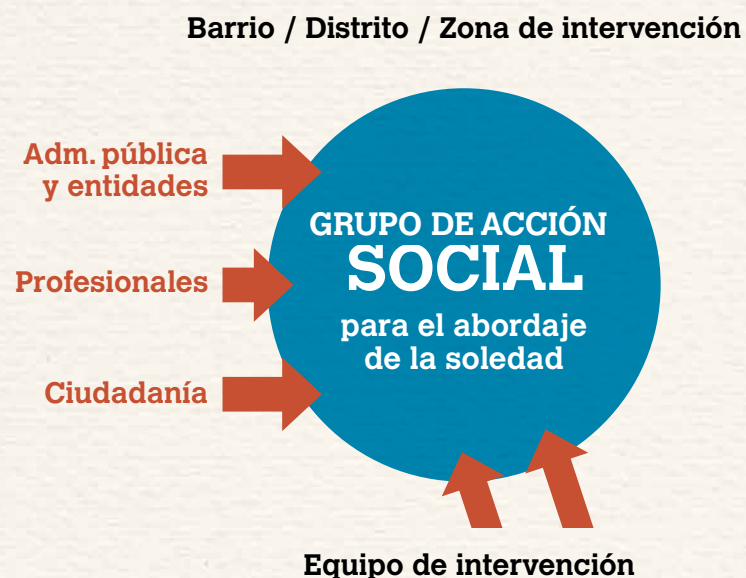 Barrio / Distrito / Zona de intervención
Adm. pública
y entidades
Profesionales
Ciudadanía
GRUPO DE ACCIÓN
SOCIAL
para el abordaje
de la soledad
Equipo de intervención